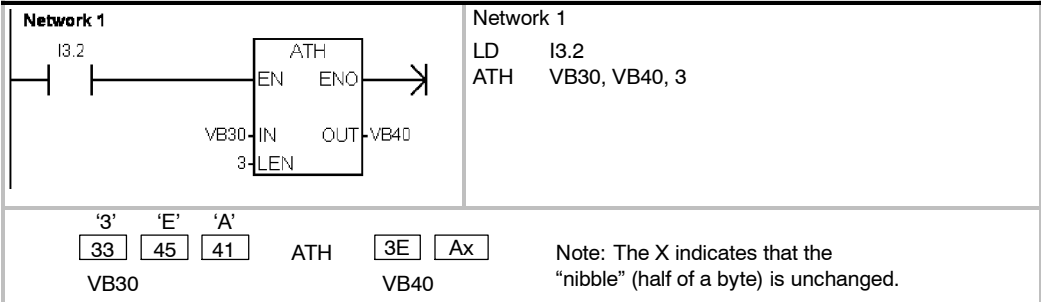 Network 1
I3.2
ATH
EN ENO
VB30 IN OUT VB40
3 LEN
Network 1
LD I3.2
ATH VB30, VB40, 3
‘3’ ‘E’ ‘A’
33 45 41 ATH 3E Ax
VB30 VB40
Note: The X indicates that the
“nibble” (half of a byte) is unchanged.